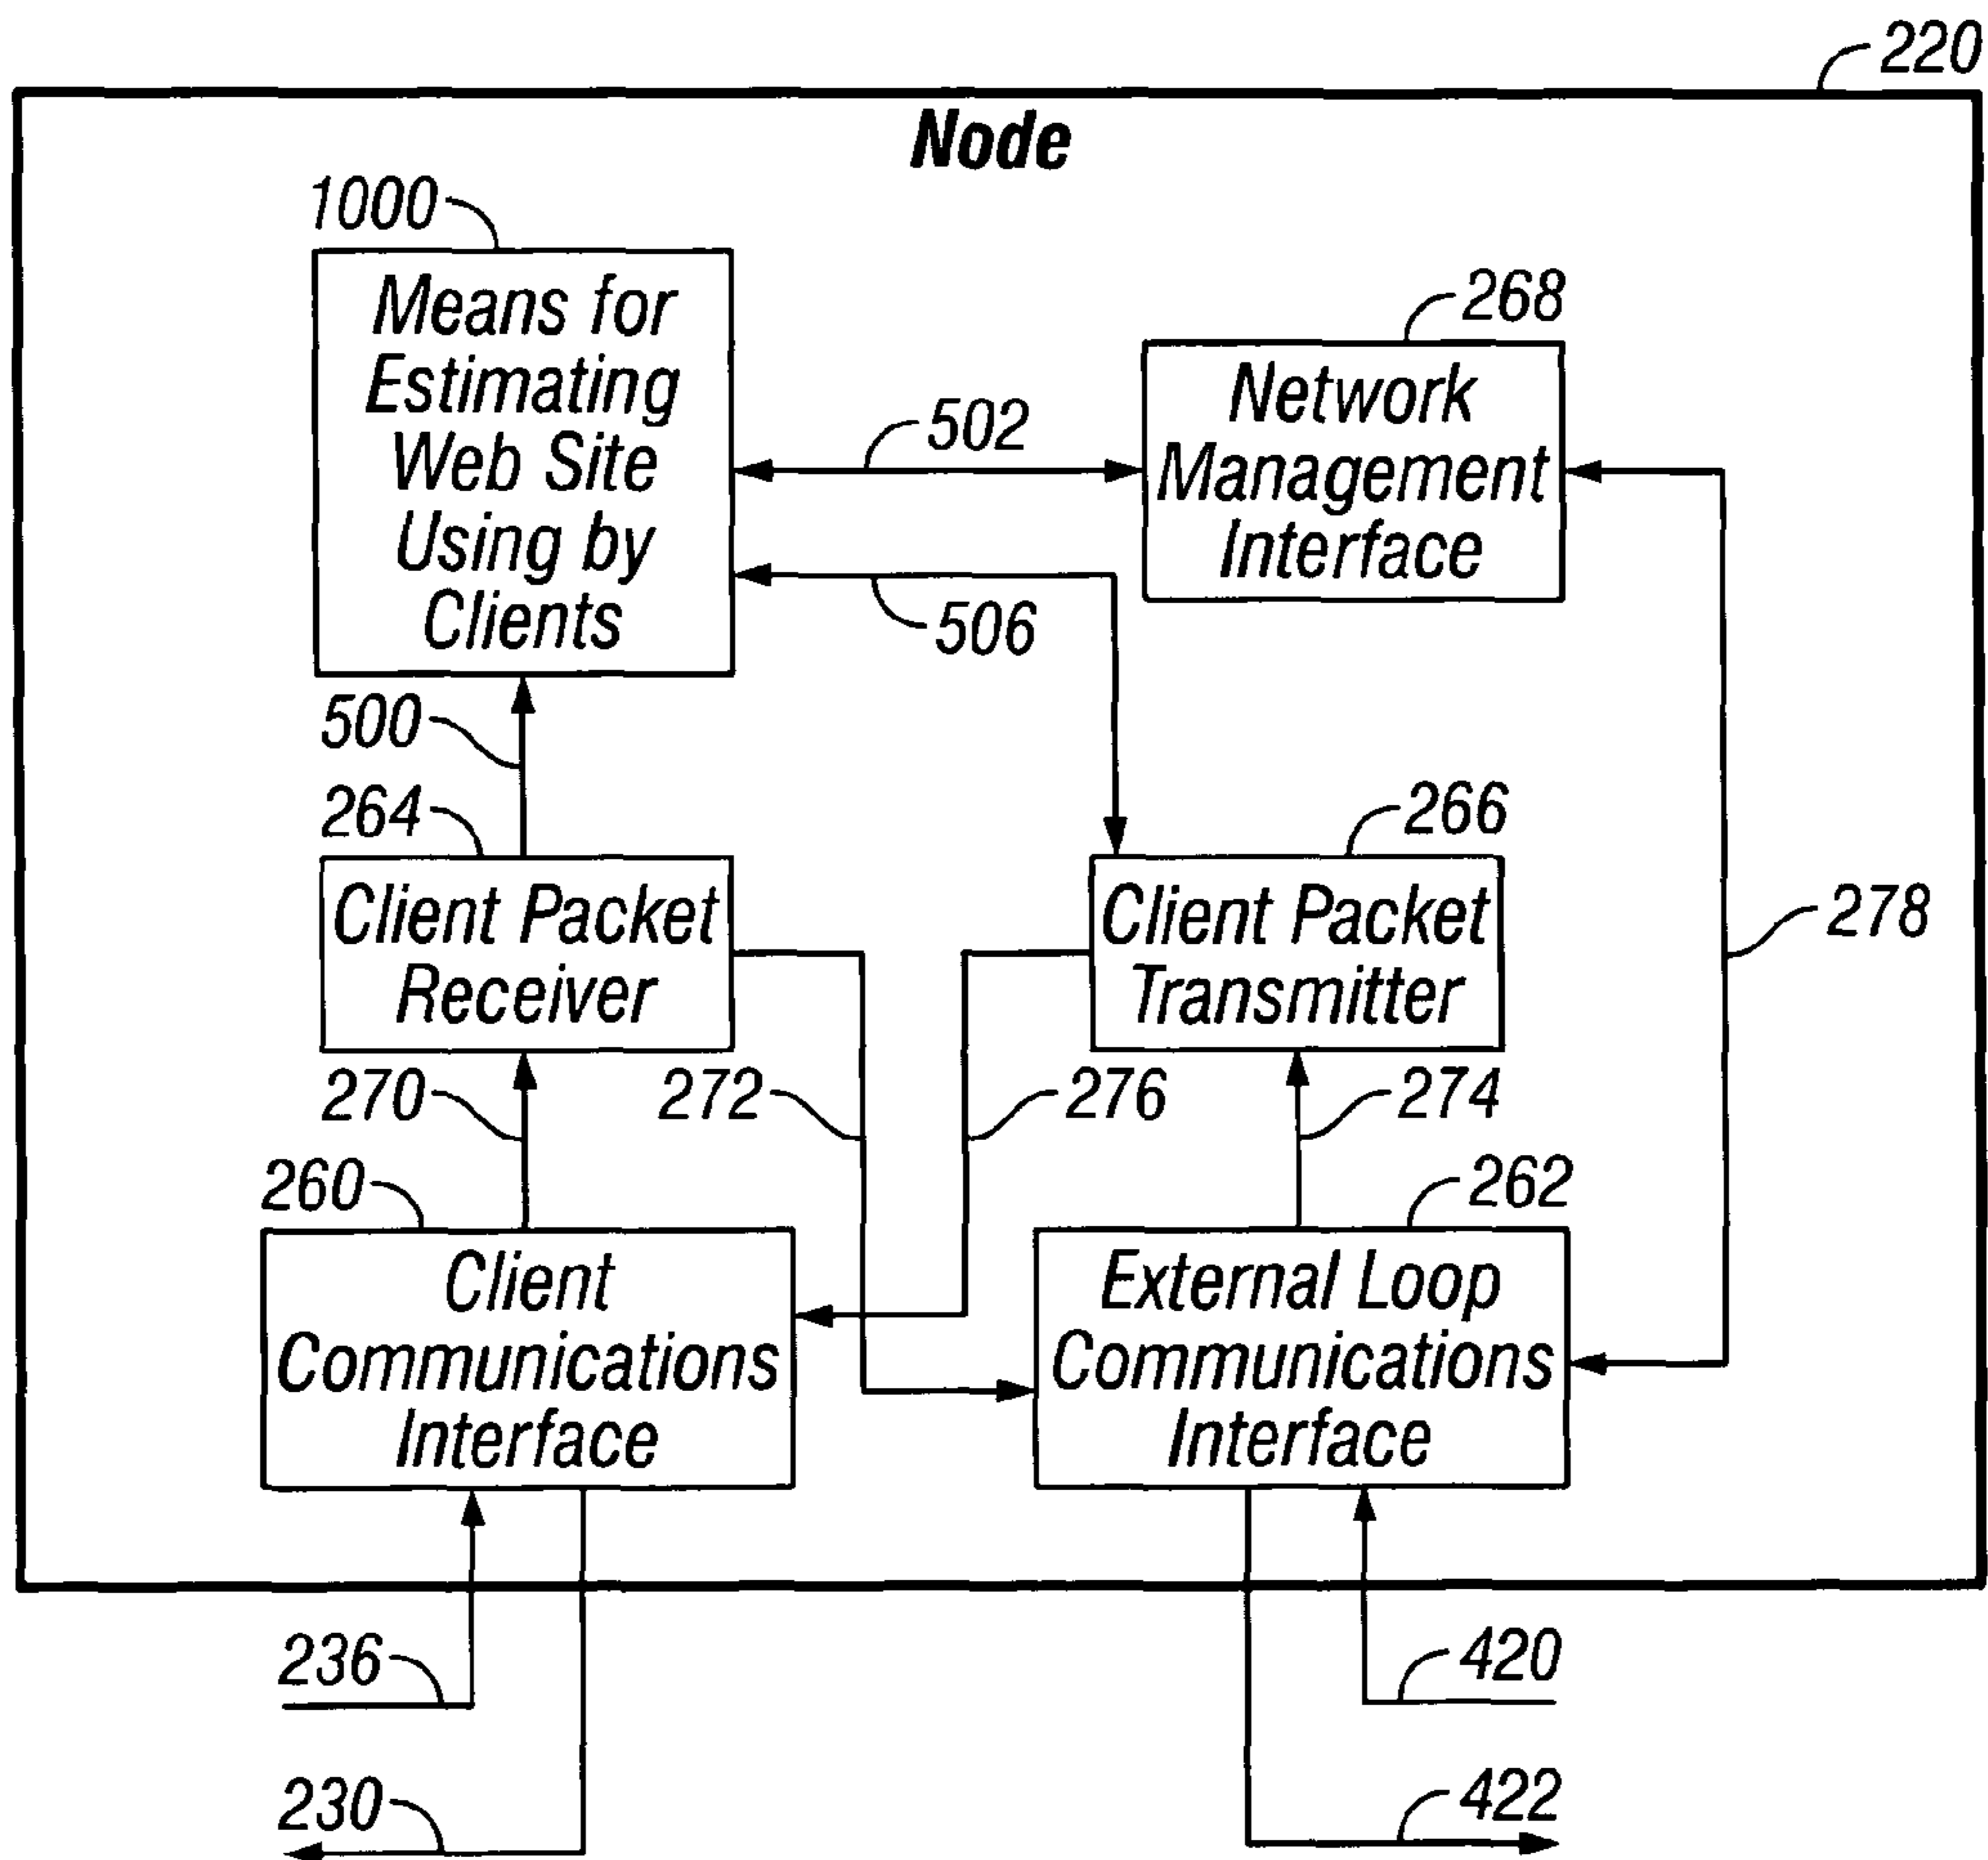 220
Node
1000
Means for
Estimating
Web Site
Using by
Clients
268
Network
Management
Interface
502
506
500
264
Client Packet
Receiver
266
Client Packet
Transmitter
278
270
272
276
274
260
Client
Communications
Interface
262
External Loop
Communications
Interface
236
420
230
422